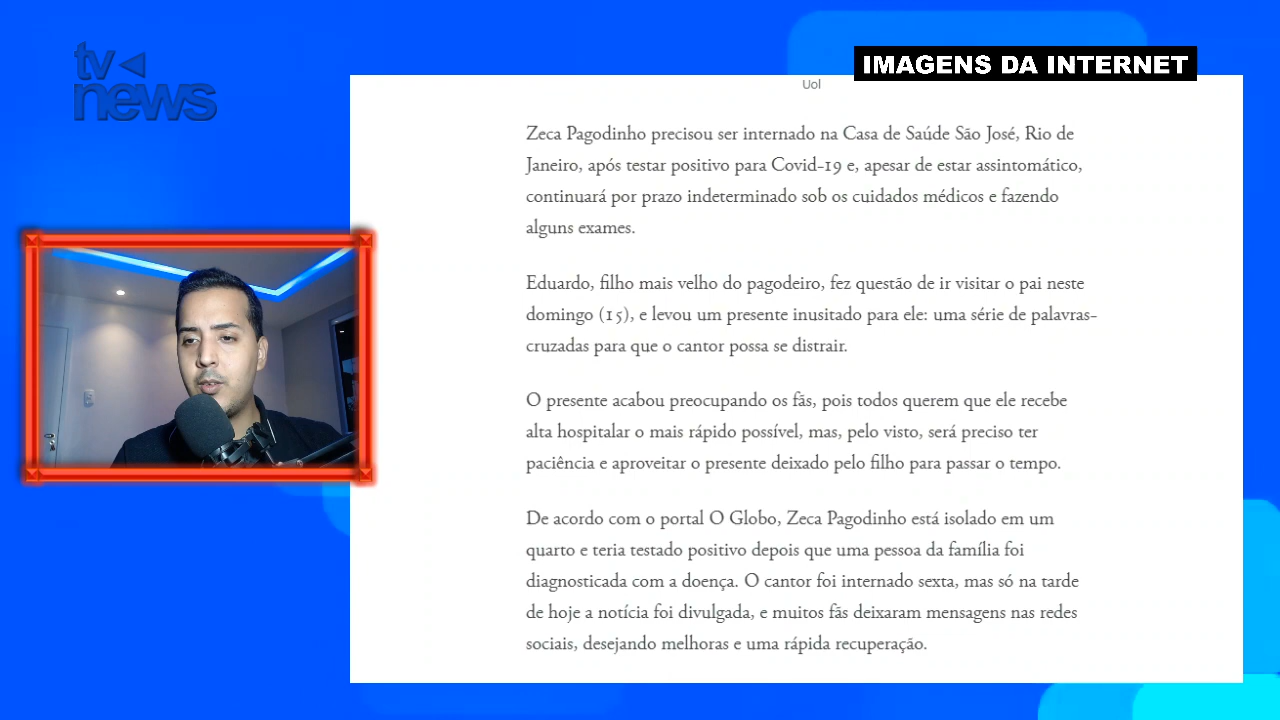 tv
news
IMAGENS DA INTERNET
Uol
Zeca Pagodinho precisou ser internado na Casa de Saúde São José, Rio de
Janeiro, após testar positivo para Covid-19 e, apesar de estar assintomático,
continuará por prazo indeterminado sob os cuidados médicos e fazendo
alguns exames.
Eduardo, filho mais velho do pagodeiro, fez questão de ir visitar o pai neste
domingo (15), e levou um presente inusitado para ele: uma série de palavras-
cruzadas para que o cantor possa se distrair.
O presente acabou preocupando os fãs, pois todos querem que ele recebe
alta hospitalar o mais rápido possível, mas, pelo visto, será preciso ter
paciência e aproveitar o presente deixado pelo filho para passar o tempo.
De acordo com o portal O Globo, Zeca Pagodinho está isolado em um
quarto e teria testado positivo depois que uma pessoa da família foi
diagnosticada com a doença. O cantor foi internado sexta, mas só na tarde
de hoje a notícia foi divulgada, e muitos fãs deixaram mensagens nas redes
sociais, desejando melhoras e uma rápida recuperação.